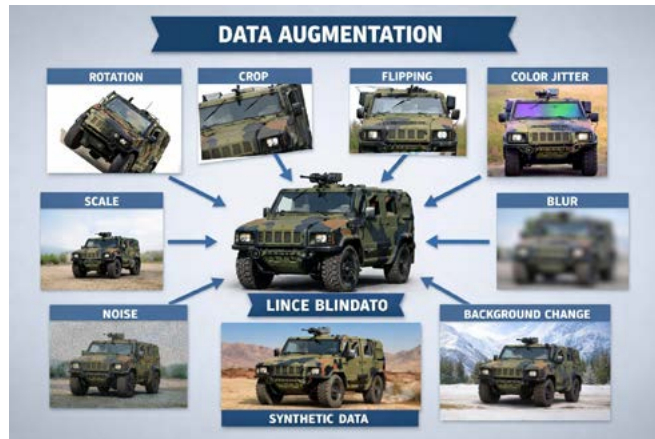 DATA AUGMENTATION
ROTATION
CROP
FLIPPING
COLOR JITTER
SCALE
BLUR
NOISE
LINCE BLINDATO
BACKGROUND CHANGE
SYNTHETIC DATA